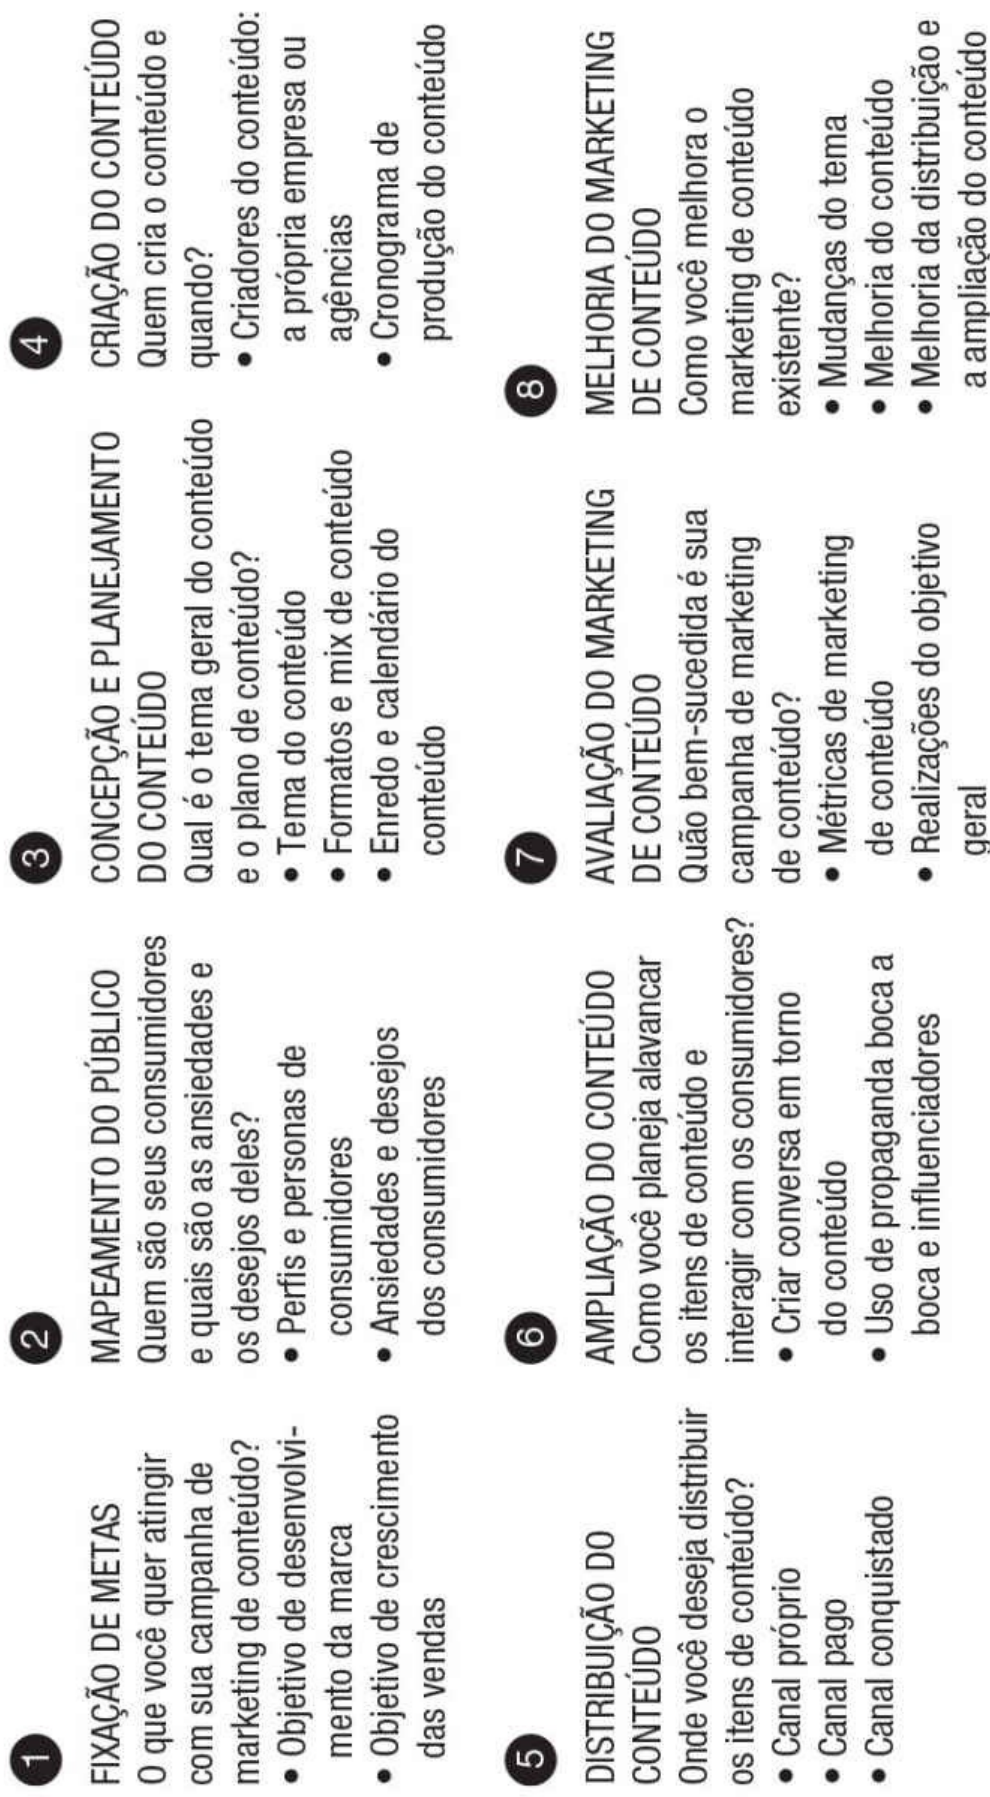 1
FIXAÇÃO DE METAS
O que você quer atingir
com sua campanha de
marketing de conteúdo?
• Objetivo de desenvolvi-
mento da marca
• Objetivo de crescimento
das vendas
2
MAPEAMENTO DO PÚBLICO
Quem são seus consumidores
e quais são as ansiedades e
os desejos deles?
• Perfis e personas de
consumidores
• Ansiedades e desejos
dos consumidores
3
CONCEPÇÃO E PLANEJAMENTO
DO CONTEÚDO
Qual é o tema geral do conteúdo
e o plano de conteúdo?
• Tema do conteúdo
• Formatos e mix de conteúdo
• Enredo e calendário do
conteúdo
4
CRIAÇÃO DO CONTEÚDO
Quem cria o conteúdo e
quando?
• Criadores do conteúdo:
a própria empresa ou
agências
• Cronograma de
produção do conteúdo
5
DISTRIBUIÇÃO DO
CONTEÚDO
Onde você deseja distribuir
os itens de conteúdo?
• Canal próprio
• Canal pago
• Canal conquistado
6
AMPLIAÇÃO DO CONTEÚDO
Como você planeja alavancar
os itens de conteúdo e
interagir com os consumidores?
• Criar conversa em torno
do conteúdo
• Uso de propaganda boca a
boca e influenciadores
7
AVALIAÇÃO DO MARKETING
DE CONTEÚDO
Quão bem-sucedida é sua
campanha de marketing
de conteúdo?
• Métricas de marketing
de conteúdo
• Realizações do objetivo
geral
8
MELHORIA DO MARKETING
DE CONTEÚDO
Como você melhora o
marketing de conteúdo
existente?
• Mudanças do tema
• Melhoria do conteúdo
• Melhoria da distribuição e
a ampliação do conteúdo